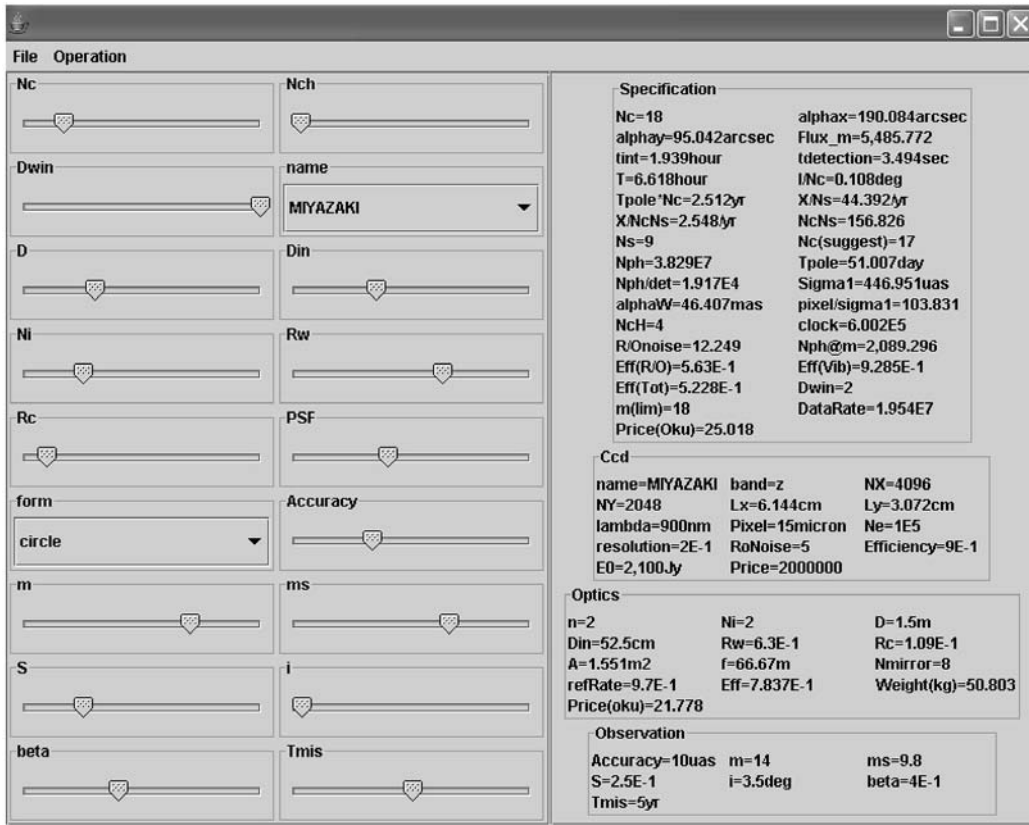 File Operation
Nc Nch
Dwin name
MIYAZAKI
D Din
Ni Rw
Rc PSF
form Accuracy
circle
m ms
S i
beta Tmis
Specification
Nc=18 alphax=190.084arcsec
alphay=95.042arcsec Flux_m=5,485.772
tint=1.939hour tdetection=3.494sec
T=6.618hour l/Nc=0.108deg
Tpole*Nc=2.512yr X/Ns=44.392/yr
X/NcNs=2.548/yr NcNs=156.826
Ns=9 Nc(suggest)=17
Nph=3.829E7 Tpole=51.007day
Nph/det=1.917E4 Sigma1=446.951uas
alphaW=46.407mas pixel/sigma1=103.831
NcH=4 clock=6.002E5
R/Onoise=12.249 Nph@m=2,089.296
Eff(R/O)=5.63E-1 Eff(Vib)=9.285E-1
Eff(Tot)=5.228E-1 Dwin=2
m(lim)=18 DataRate=1.954E7
Price(Oku)=25.018
Ccd
name=MIYAZAKI band=z NX=4096
NY=2048 Lx=6.144cm Ly=3.072cm
lambda=900nm Pixel=15micron Ne=1E5
resolution=2E-1 RoNoise=5 Efficiency=9E-1
E0=2,100Jy Price=2000000
Optics
n=2 Ni=2 D=1.5m
Din=52.5cm Rw=6.3E-1 Rc=1.09E-1
A=1.551m2 f=66.67m Nmirror=8
refRate=9.7E-1 Eff=7.837E-1 Weight(kg)=50.803
Price(oku)=21.778
Observation
Accuracy=10uas m=14 ms=9.8
S=2.5E-1 i=3.5deg beta=4E-1
Tmis=5yr